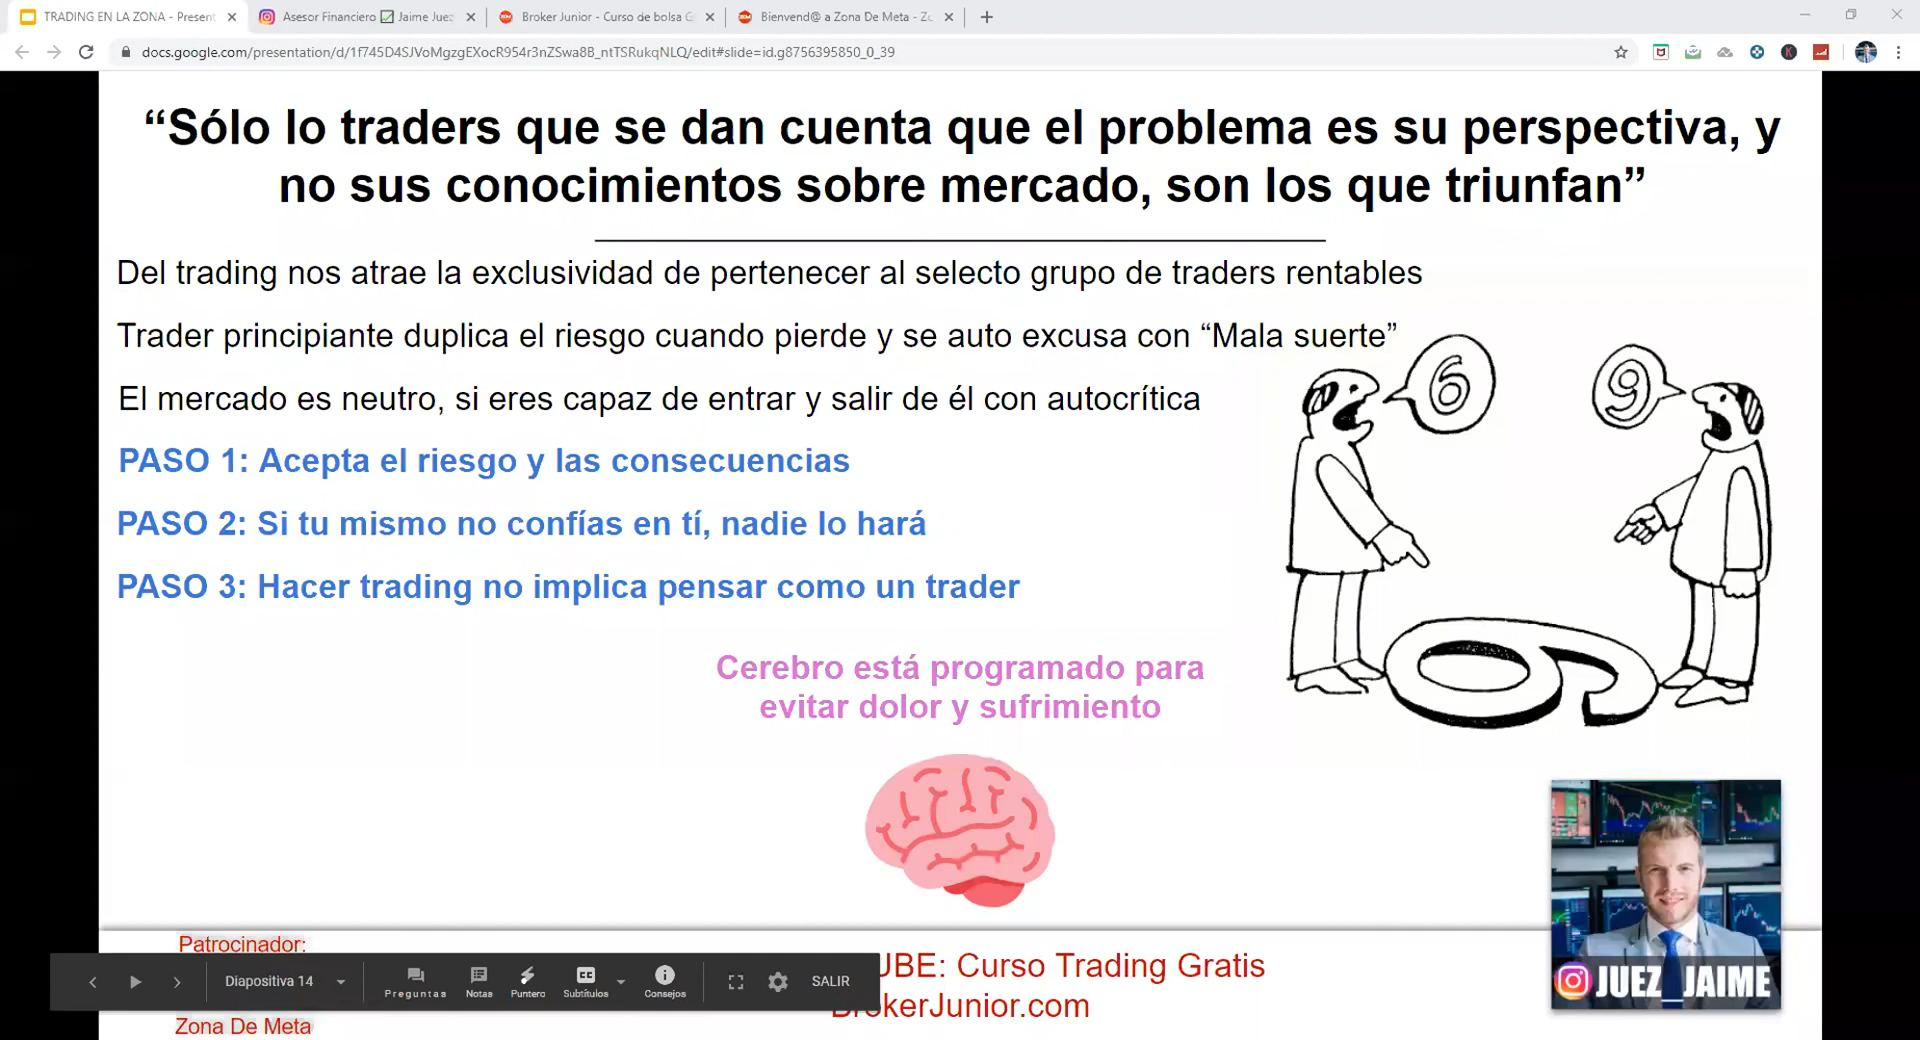 TRADING EN LA ZONA - Present
Asesor Financiero ✅ Jaime Juez
Broker Junior - Curso de bolsa G
Bienvend@ a Zona De Meta - Zo
docs.google.com/presentation/d/1f745D4SJVoMgzgEXocR954r3nZSwa8B_ntTSRukqNLQ/edit#slide=id.g8756395850_0_39
“Sólo lo traders que se dan cuenta que el problema es su perspectiva, y
no sus conocimientos sobre mercado, son los que triunfan”
Del trading nos atrae la exclusividad de pertenecer al selecto grupo de traders rentables
Trader principiante duplica el riesgo cuando pierde y se auto excusa con “Mala suerte”
El mercado es neutro, si eres capaz de entrar y salir de él con autocrítica
PASO 1: Acepta el riesgo y las consecuencias
PASO 2: Si tu mismo no confías en tí, nadie lo hará
PASO 3: Hacer trading no implica pensar como un trader
6
9
Cerebro está programado para
evitar dolor y sufrimiento
JUEZ_JAIME
Patrocinador:
Diapositiva 14
Preguntas
Notas
Puntero
Subtítulos
Consejos
SALIR
UBE: Curso Trading Gratis
BrokerJunior.com
Zona De Meta